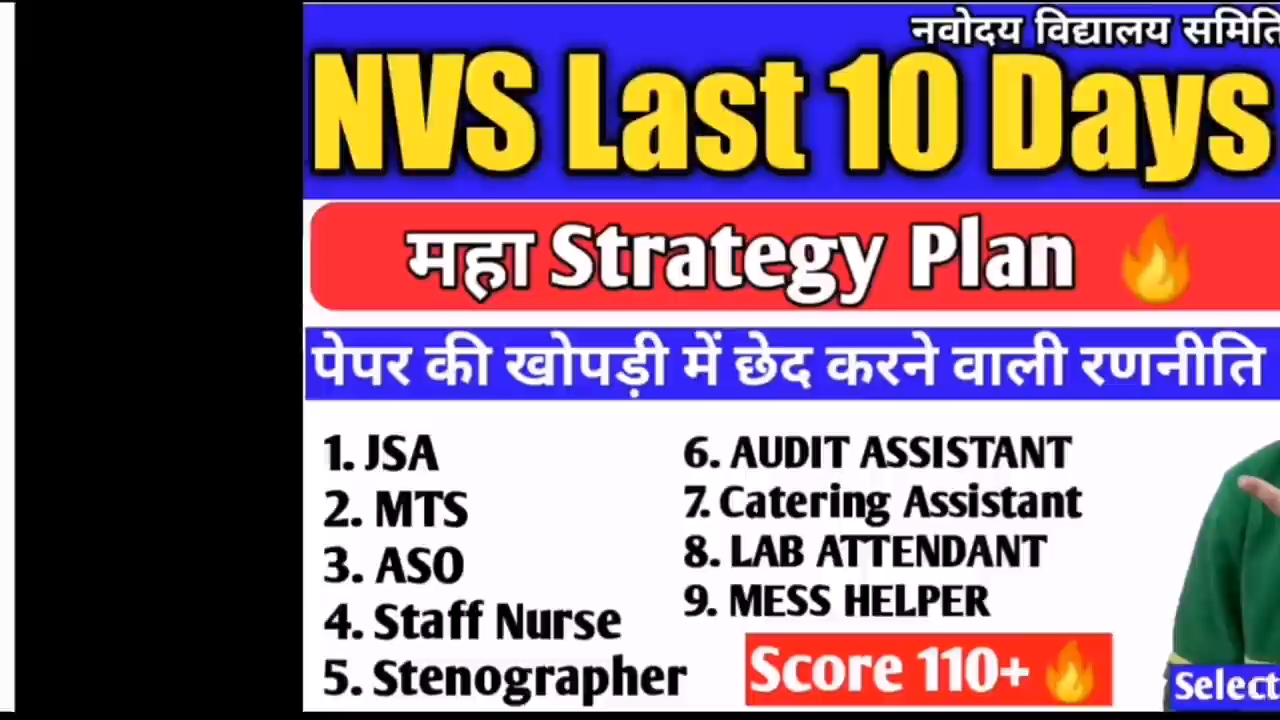 नवोदय विद्यालय समिति
NVS Last 10 Days
महा Strategy Plan 🔥
पेपर की खोपड़ी में छेद करने वाली रणनीति
1. JSA
2. MTS
3. ASO
4. Staff Nurse
5. Stenographer
6. AUDIT ASSISTANT
7. Catering Assistant
8. LAB ATTENDANT
9. MESS HELPER
Score 110+ 🔥
Select